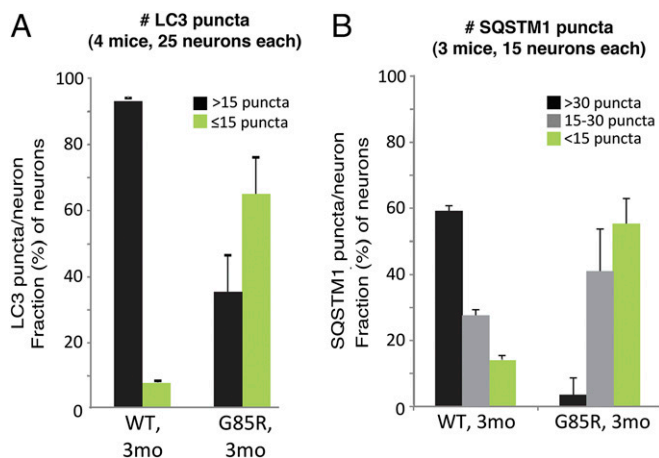 A
# LC3 puncta
(4 mice, 25 neurons each)
LC3 puncta/neuron
Fraction (%) of neurons
100
80
60
40
20
0
>15 puncta
≤15 puncta
WT,
3mo
G85R,
3mo
B
# SQSTM1 puncta
(3 mice, 15 neurons each)
SQSTM1 puncta/neuron
Fraction (%) of neurons
100
80
60
40
20
0
>30 puncta
15-30 puncta
<15 puncta
WT, 3mo
G85R, 3mo